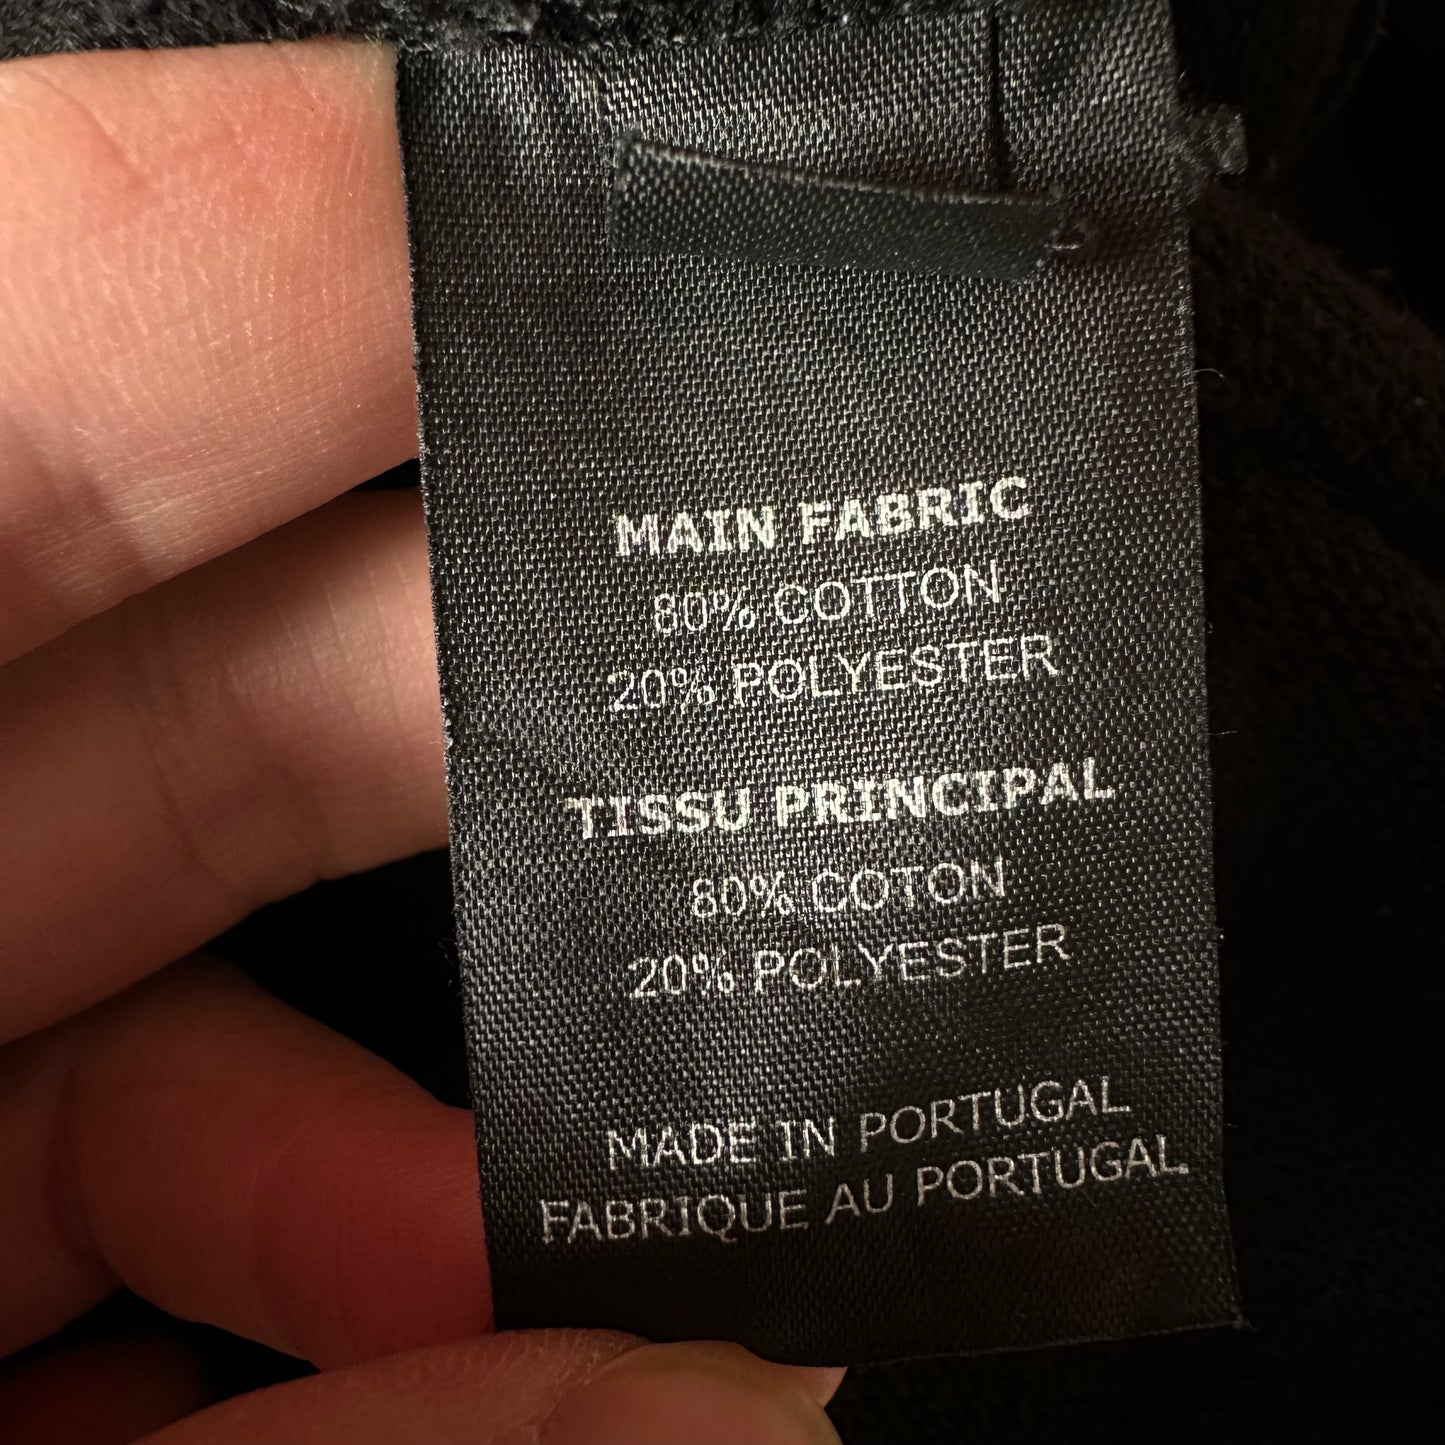 MAIN FABRIC
80% COTTON
20% POLYESTER
TISSU PRINCIPAL
80% COTON
20% POLYESTER
MADE IN PORTUGAL
FABRIQUE AU PORTUGAL